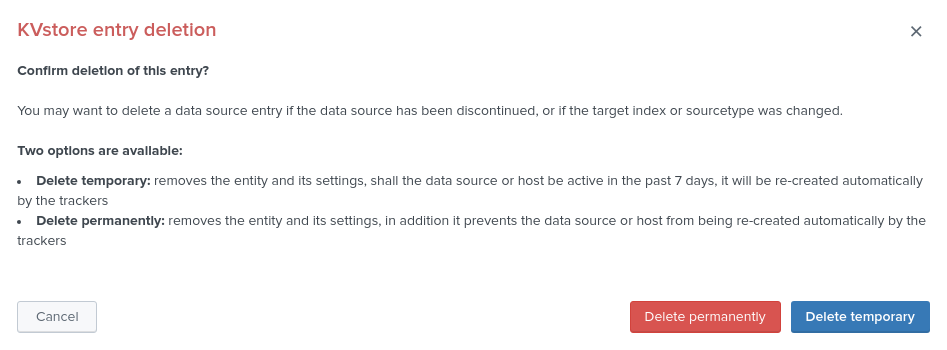 KVstore entry deletion
×
Confirm deletion of this entry?
You may want to delete a data source entry if the data source has been discontinued, or if the target index or sourcetype was changed.
Two options are available:
• Delete temporary: removes the entity and its settings, shall the data source or host be active in the past 7 days, it will be re-created automatically
by the trackers
• Delete permanently: removes the entity and its settings, in addition it prevents the data source or host from being re-created automatically by the
trackers
Cancel
Delete permanently
Delete temporary